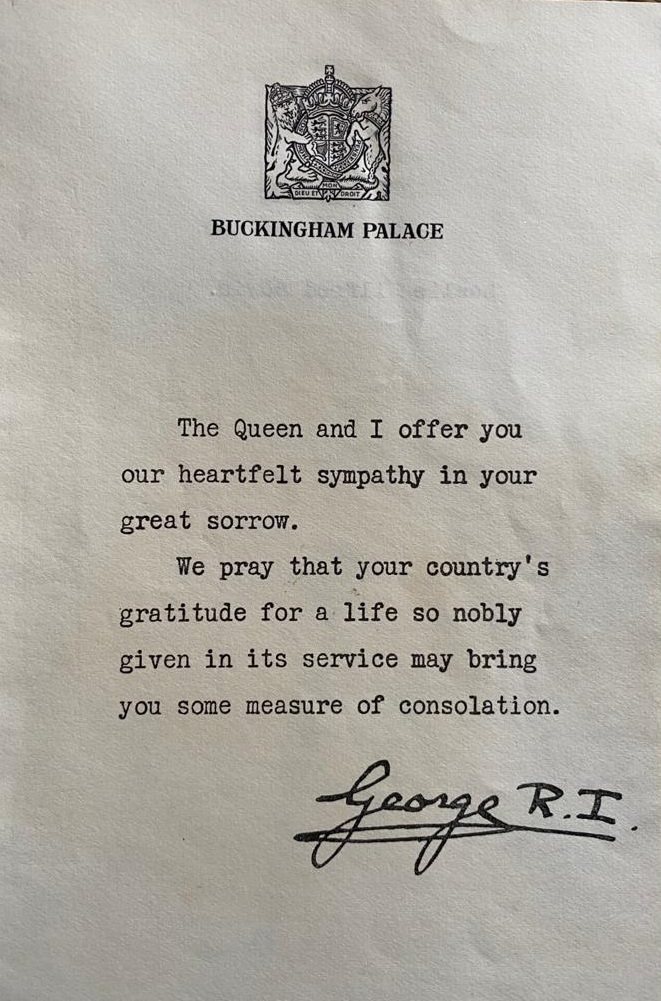 MON
DIEU ET DROIT
BUCKINGHAM PALACE
The Queen and I offer you
our heartfelt sympathy in your
great sorrow.
We pray that your country's
gratitude for a life so nobly
given in its service may bring
you some measure of consolation.
George R.I.